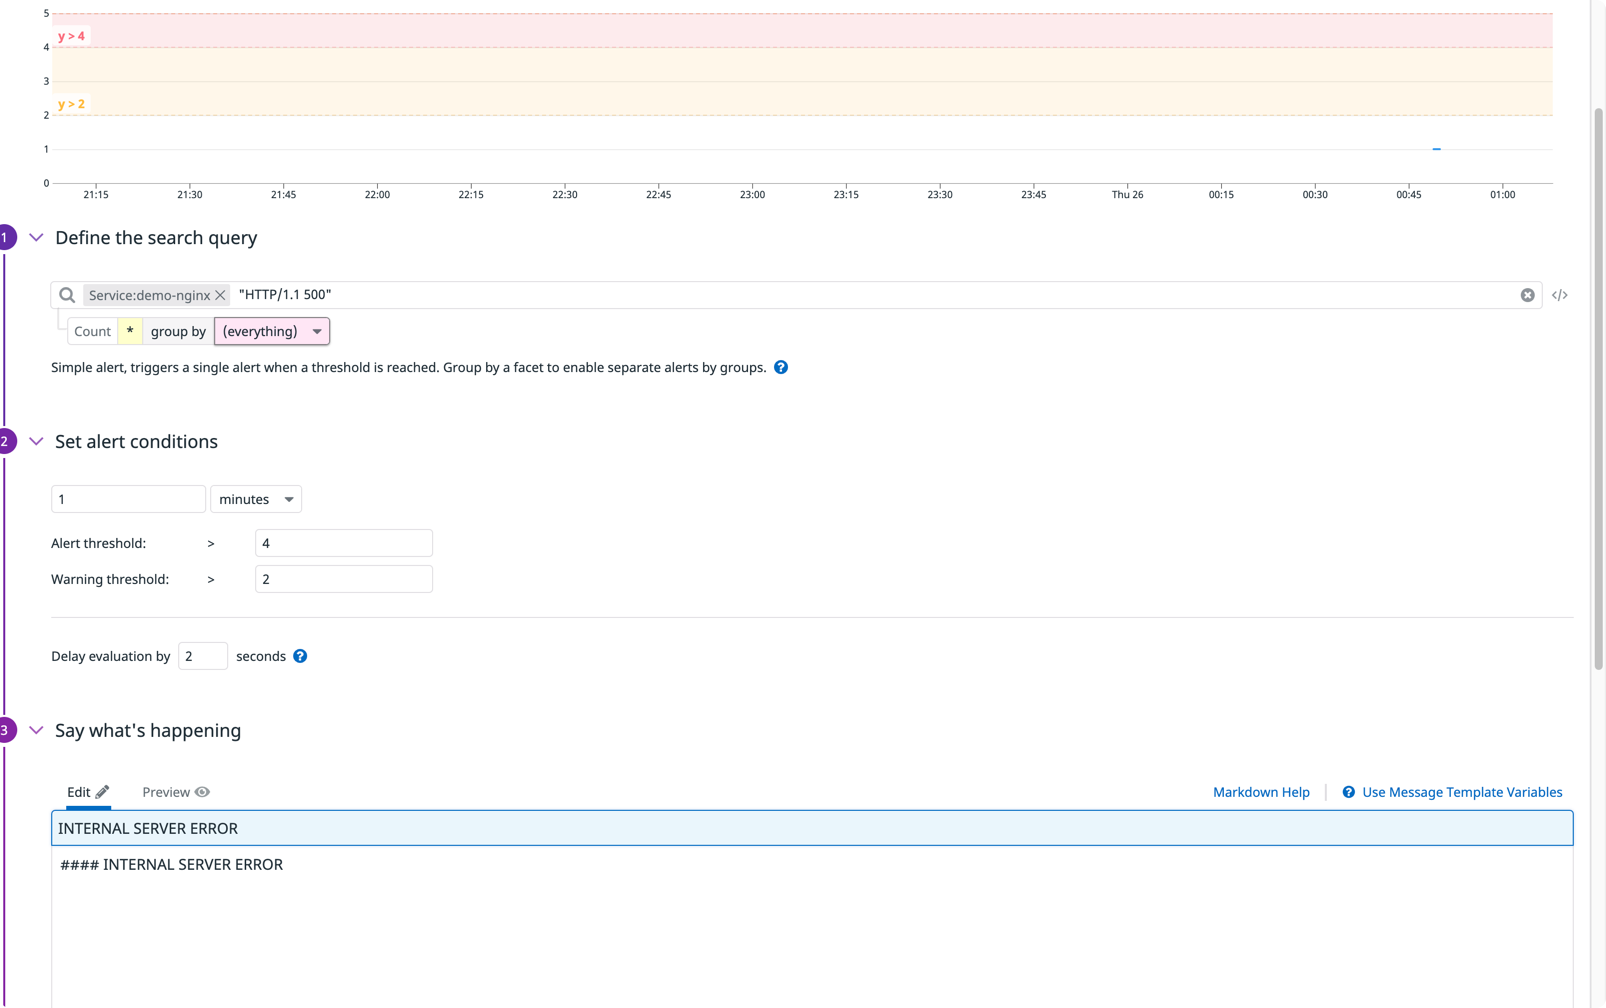 5
y > 4
4
3
y > 2
2
1
0
21:15 21:30 21:45 22:00 22:15 22:30 22:45 23:00 23:15 23:30 23:45 Thu 26 00:15 00:30 00:45 01:00
1 Define the search query
Service:demo-nginx "HTTP/1.1 500" </>
Count * group by (everything)
Simple alert, triggers a single alert when a threshold is reached. Group by a facet to enable separate alerts by groups. ?
2 Set alert conditions
1 minutes
Alert threshold: > 4
Warning threshold: > 2
Delay evaluation by 2 seconds ?
3 Say what's happening
Edit Preview Markdown Help ? Use Message Template Variables
INTERNAL SERVER ERROR
#### INTERNAL SERVER ERROR